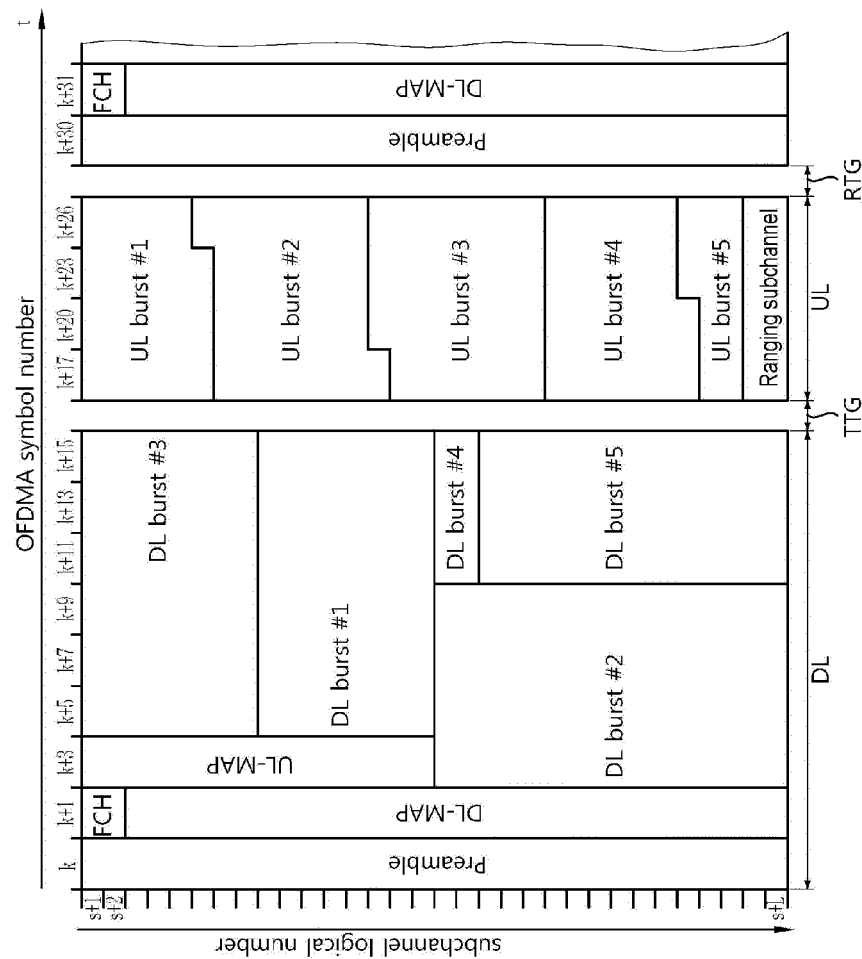 OFDMA symbol number
t
k
k+1
k+3
k+5
k+7
k+9
k+11
k+13
k+15
k+17
k+20
k+23
k+26
k+30
k+31
subchannel logical number
s+1
s+2
s+L
Preamble
FCH
DL-MAP
UL-MAP
DL burst #3
DL burst #1
DL burst #2
DL burst #4
DL burst #5
UL burst #1
UL burst #2
UL burst #3
UL burst #4
UL burst #5
Ranging subchannel
Preamble
FCH
DL-MAP
DL
TTG
UL
RTG